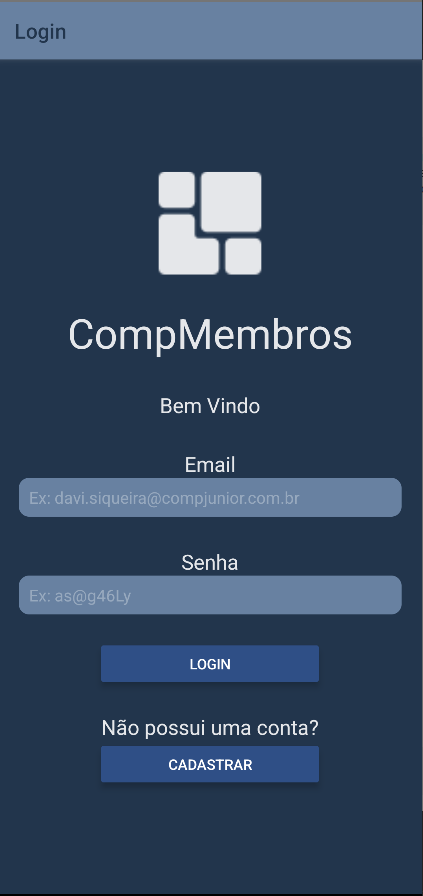 Login
CompMembros
Bem Vindo
Email
Ex: davi.siqueira@compjunior.com.br
Senha
Ex: as@g46Ly
LOGIN
Não possui uma conta?
CADASTRAR